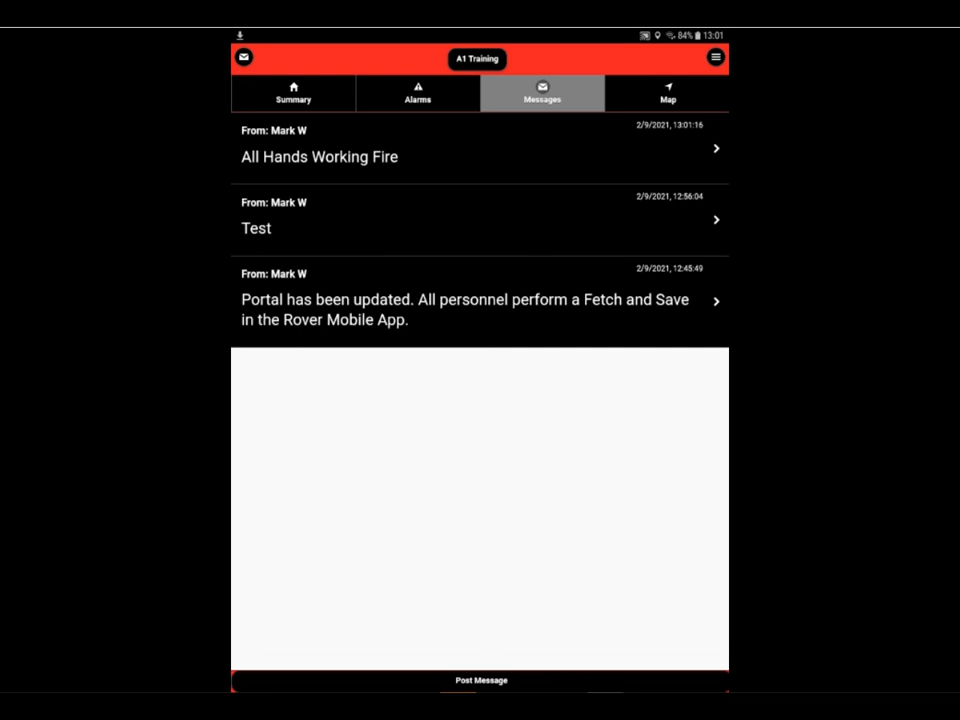 84% 13:01
A1 Training
Summary
Alarms
Messages
Map
From: Mark W
2/9/2021, 13:01:16
All Hands Working Fire
From: Mark W
2/9/2021, 12:56:04
Test
From: Mark W
2/9/2021, 12:45:49
Portal has been updated. All personnel perform a Fetch and Save
in the Rover Mobile App.
Post Message